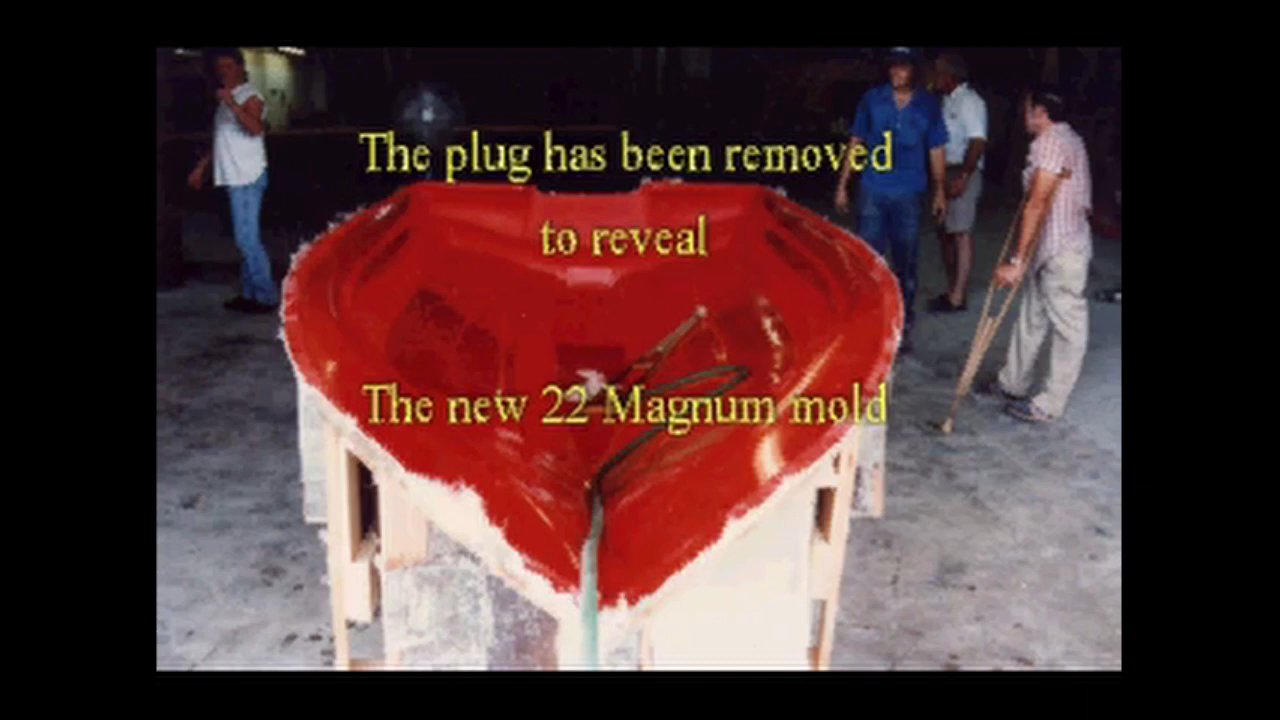 The plug has been removed
to reveal
The new 22 Magnum mold